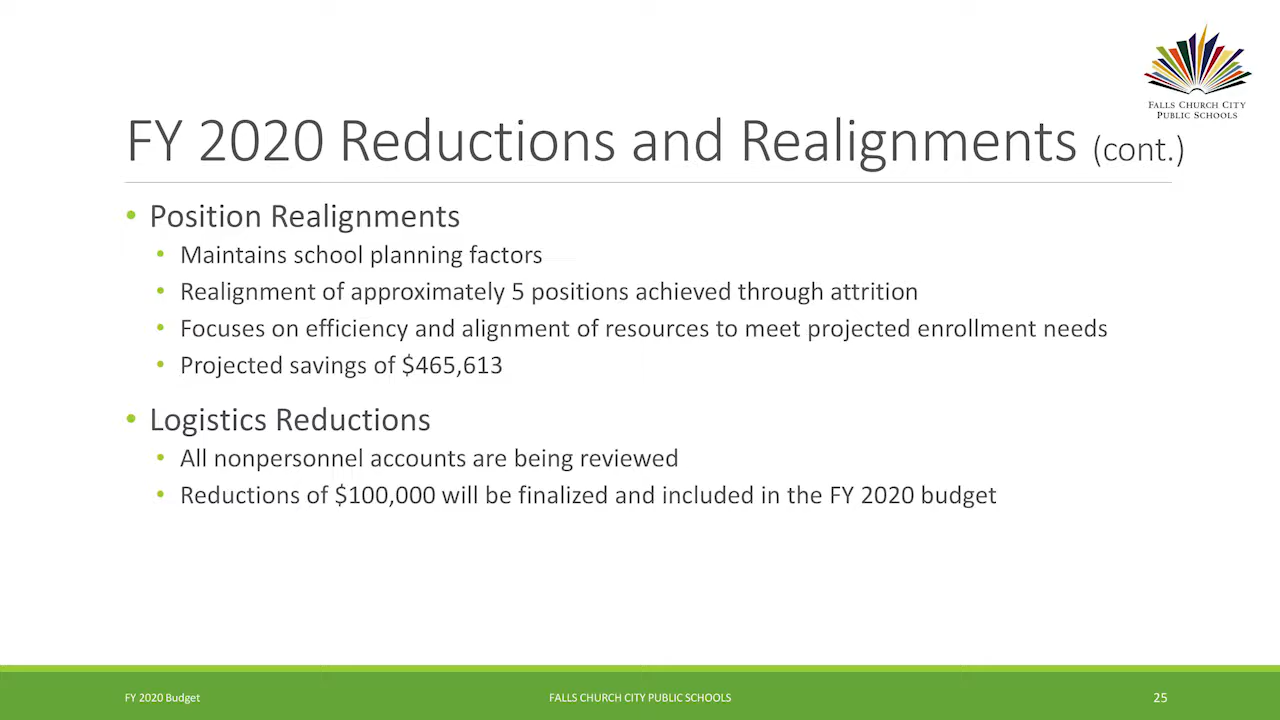 FALLS CHURCH CITY
PUBLIC SCHOOLS
FY 2020 Reductions and Realignments (cont.)
• Position Realignments
• Maintains school planning factors
• Realignment of approximately 5 positions achieved through attrition
• Focuses on efficiency and alignment of resources to meet projected enrollment needs
• Projected savings of $465,613
• Logistics Reductions
• All nonpersonnel accounts are being reviewed
• Reductions of $100,000 will be finalized and included in the FY 2020 budget
FY 2020 Budget
FALLS CHURCH CITY PUBLIC SCHOOLS
25